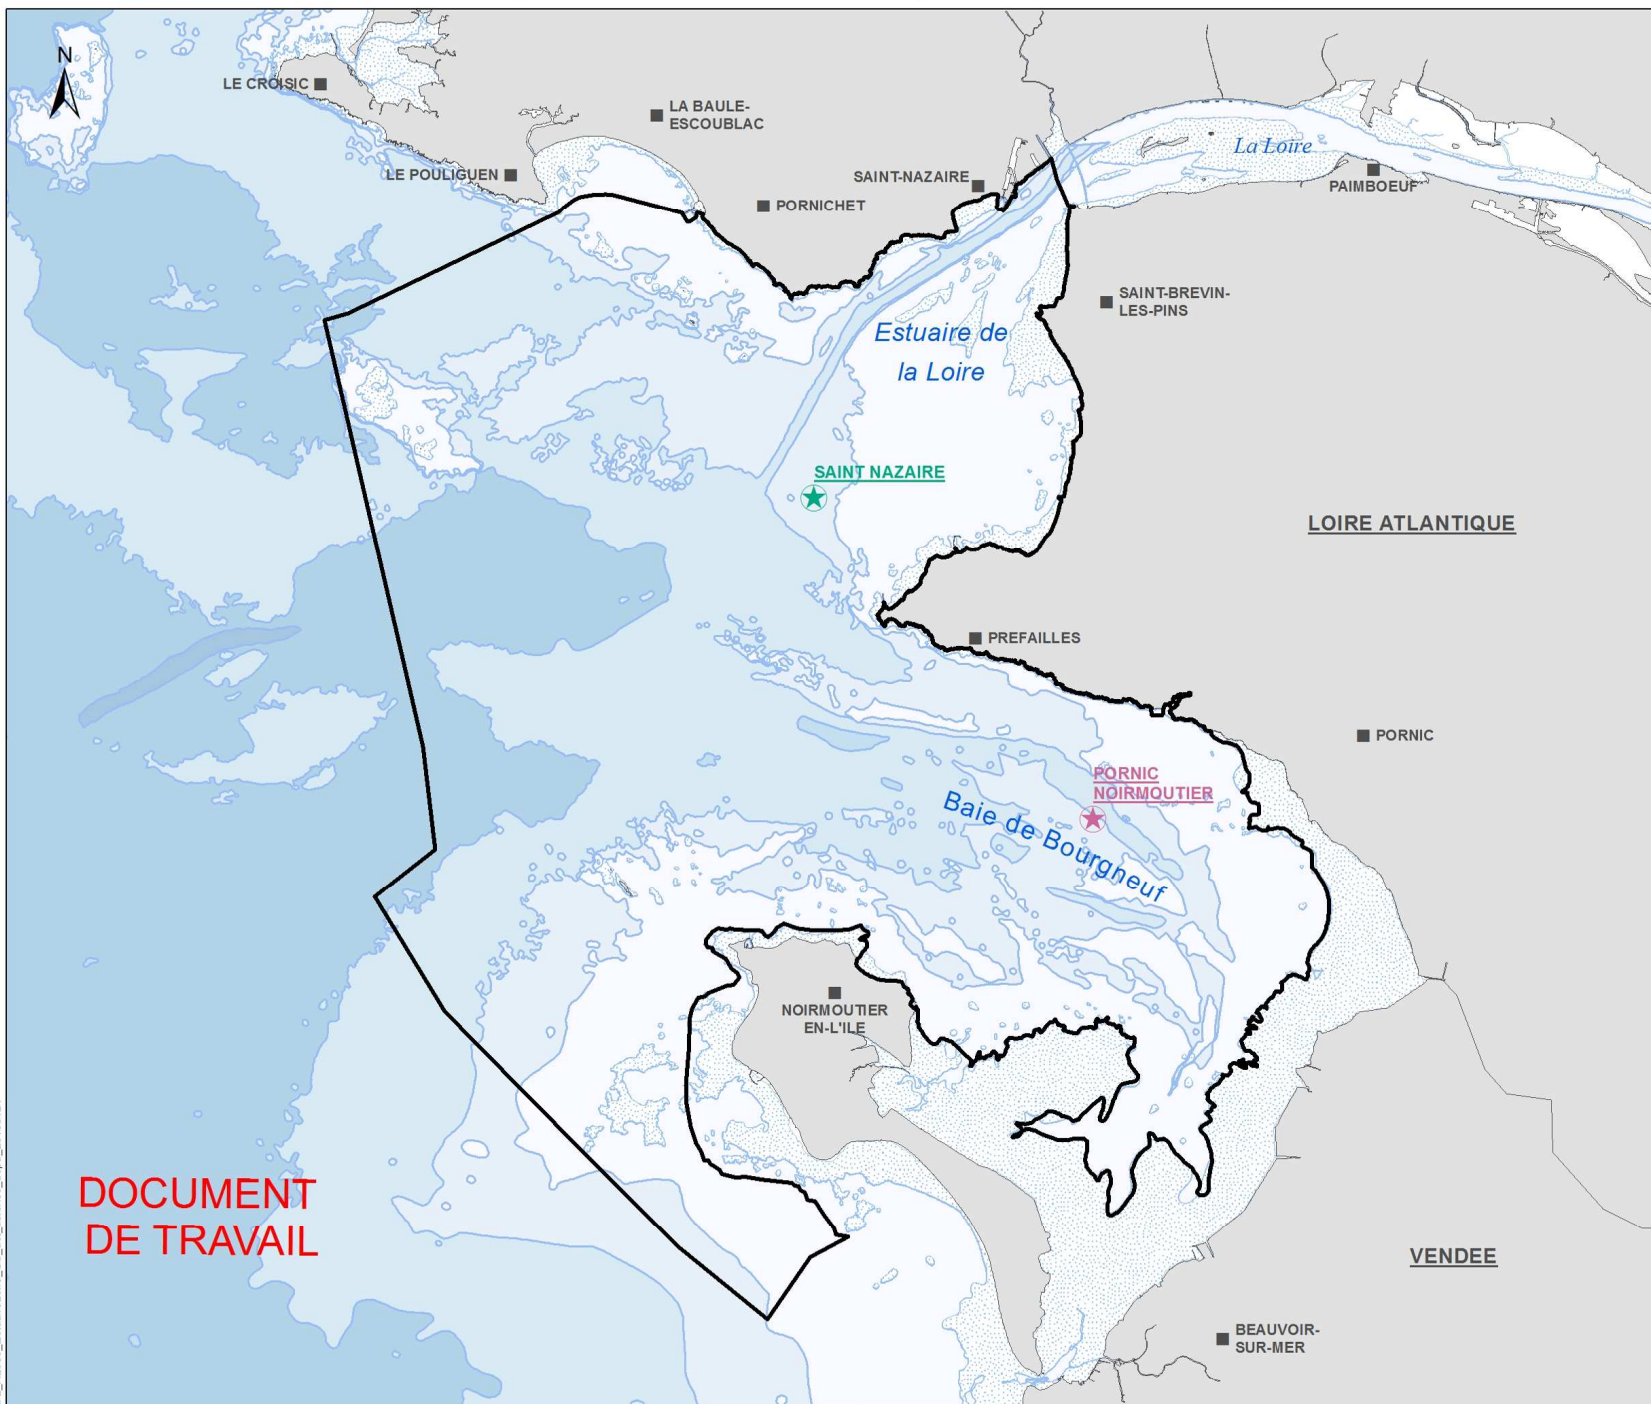 N
LE CROISIC
LA BAULE-
ESCOUBLAC
La Loire
LE POULIGUEN
SAINT-NAZAIRE
PAIMBOEUF
PORNICHET
SAINT-BREVIN-
LES-PINS
Estuaire de
la Loire
SAINT NAZAIRE
LOIRE ATLANTIQUE
PREFAILLES
PORNIC
PORNIC
NOIRMOUTIER
Baie de Bourgneuf
NOIRMOUTIER
EN-L'ILE
DOCUMENT
DE TRAVAIL
VENDEE
BEAUVOIR-
SUR-MER